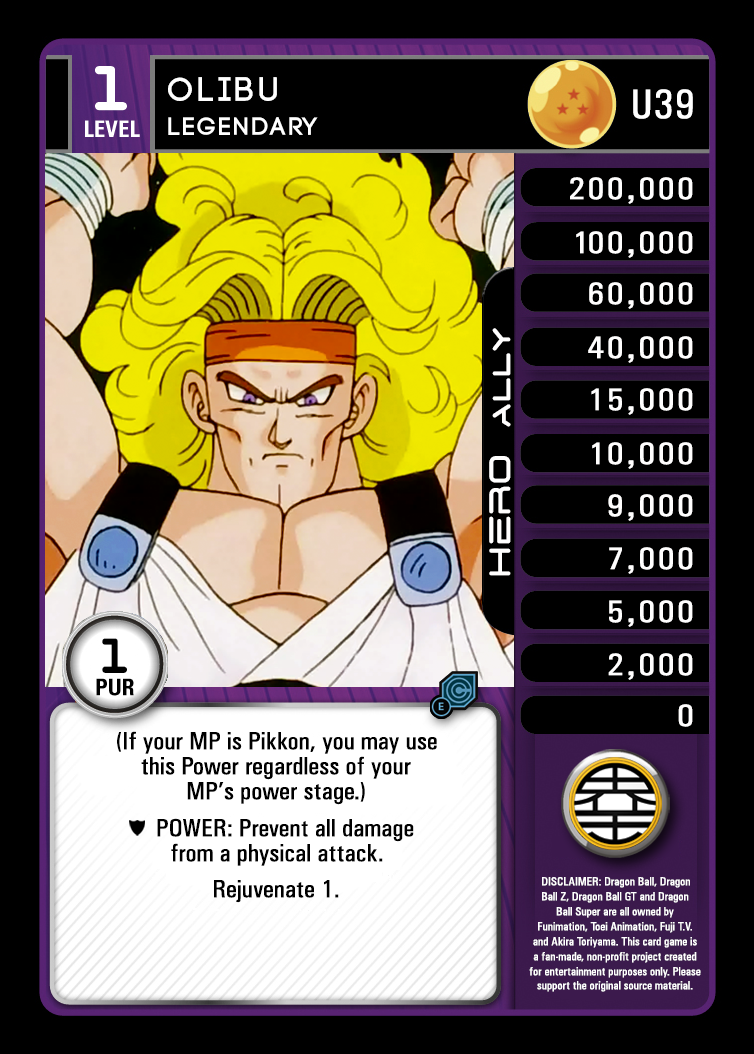 1
LEVEL
OLIBU
LEGENDARY
U39
200,000
100,000
60,000
40,000
15,000
10,000
9,000
7,000
5,000
2,000
0
HERO ALLY
1
PUR
E
(If your MP is Pikkon, you may use
this Power regardless of your
MP's power stage.)
POWER: Prevent all damage
from a physical attack.
Rejuvenate 1.
DISCLAIMER: Dragon Ball, Dragon
Ball Z, Dragon Ball GT and Dragon
Ball Super are all owned by
Funimation, Toei Animation, Fuji T.V.
and Akira Toriyama. This card game is
a fan-made, non-profit project created
for entertainment purposes only. Please
support the original source material.